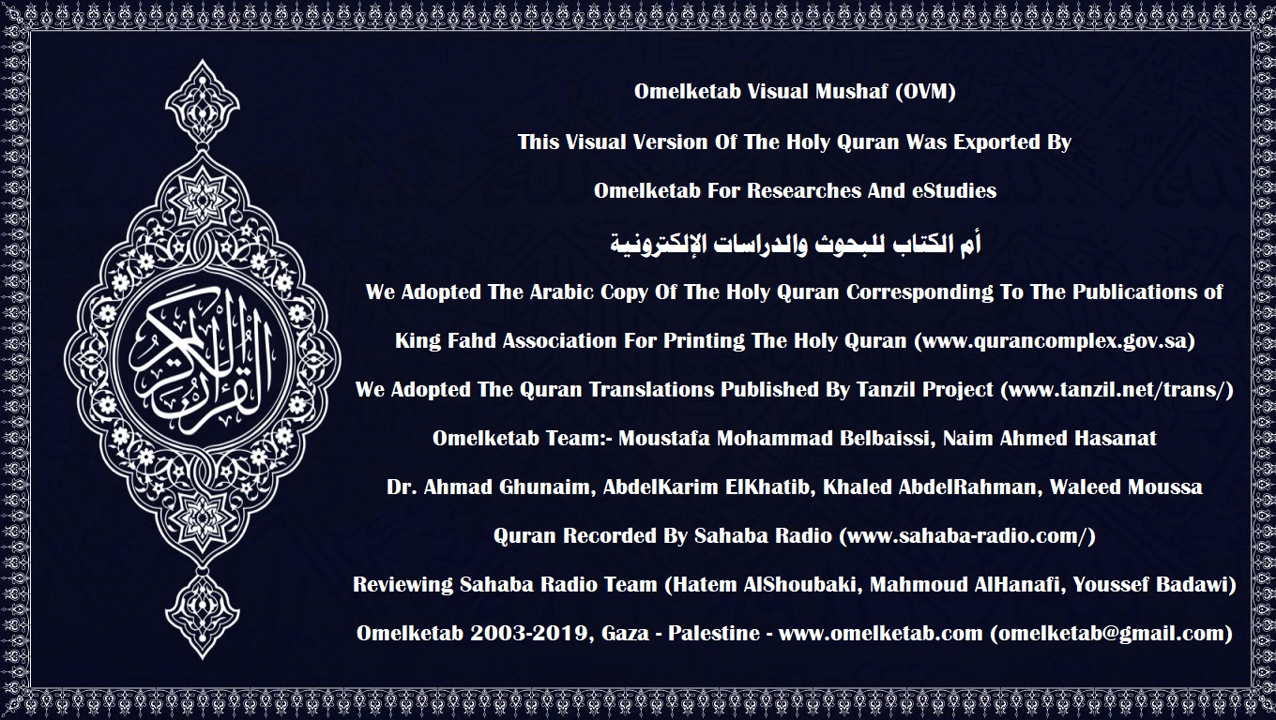 Omelketab Visual Mushaf (OVM)
This Visual Version Of The Holy Quran Was Exported By
Omelketab For Researches And eStudies
أم الكتاب للبحوث والدراسات الإلكترونية
We Adopted The Arabic Copy Of The Holy Quran Corresponding To The Publications of
King Fahd Association For Printing The Holy Quran (www.qurancomplex.gov.sa)
We Adopted The Quran Translations Published By Tanzil Project (www.tanzil.net/trans/)
Omelketab Team:- Moustafa Mohammad Belbaissi, Naim Ahmed Hasanat
Dr. Ahmad Ghunaim, AbdelKarim ElKhatib, Khaled AbdelRahman, Waleed Moussa
Quran Recorded By Sahaba Radio (www.sahaba-radio.com/)
Reviewing Sahaba Radio Team (Hatem AlShoubaki, Mahmoud AlHanafi, Youssef Badawi)
Omelketab 2003-2019, Gaza - Palestine - www.omelketab.com (omelketab@gmail.com)
القرآن الكريم